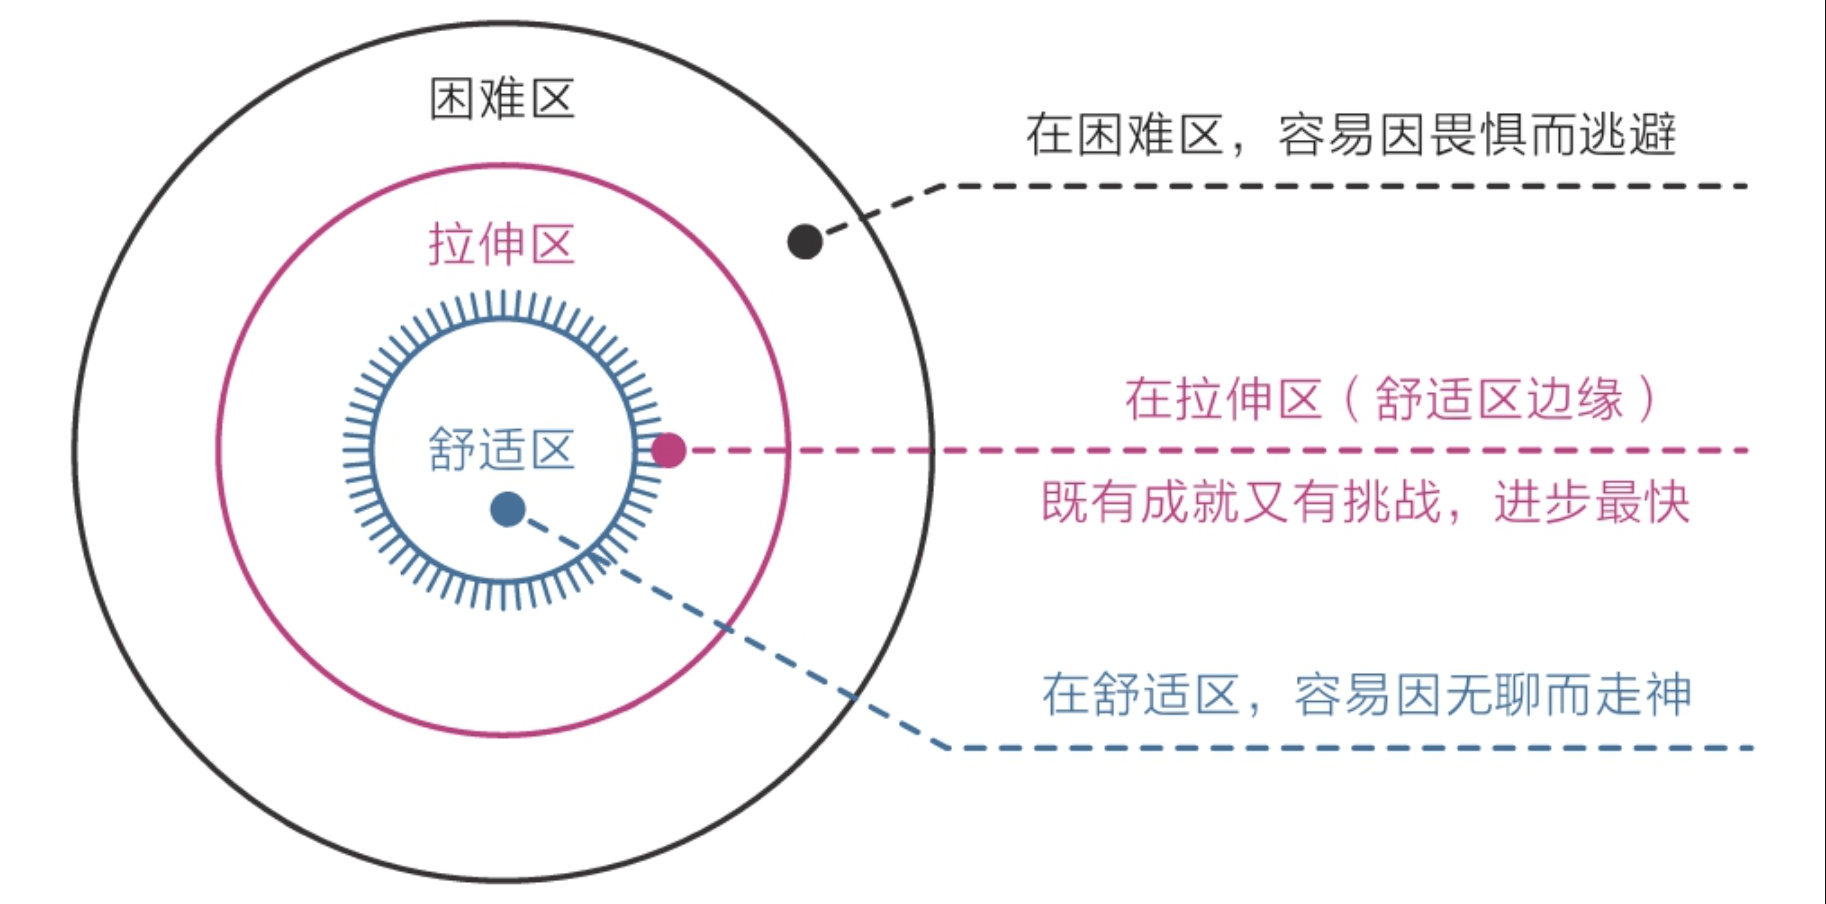 困难区
在困难区，容易因畏惧而逃避
拉伸区
在拉伸区（舒适区边缘）
舒适区
既有成就又有挑战，进步最快
在舒适区，容易因无聊而走神